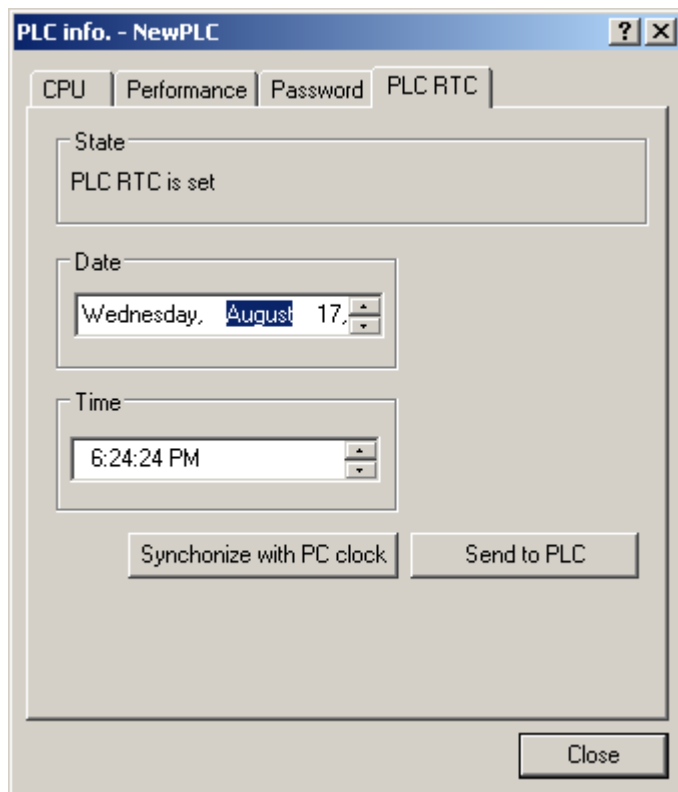 PLC info. - NewPLC
CPU Performance Password PLC RTC
State
PLC RTC is set
Date
Wednesday, August 17,
Time
6:24:24 PM
Synchonize with PC clock Send to PLC
Close